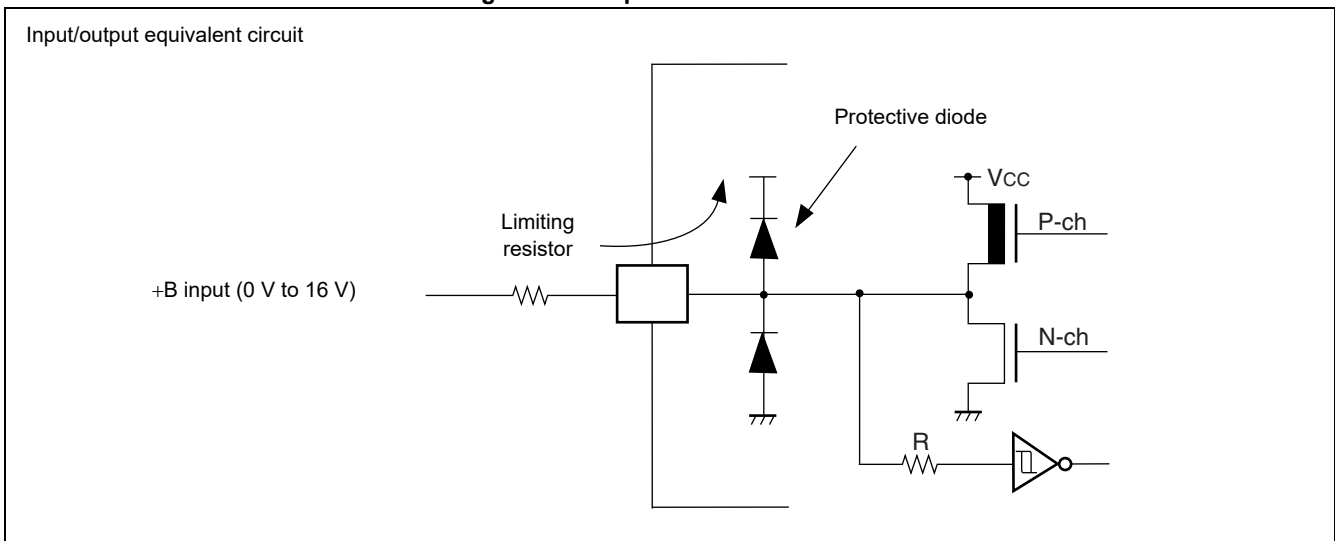 Input/output equivalent circuit
Protective diode
VCC
P-ch
Limiting
resistor
+B input (0 V to 16 V)
N-ch
R